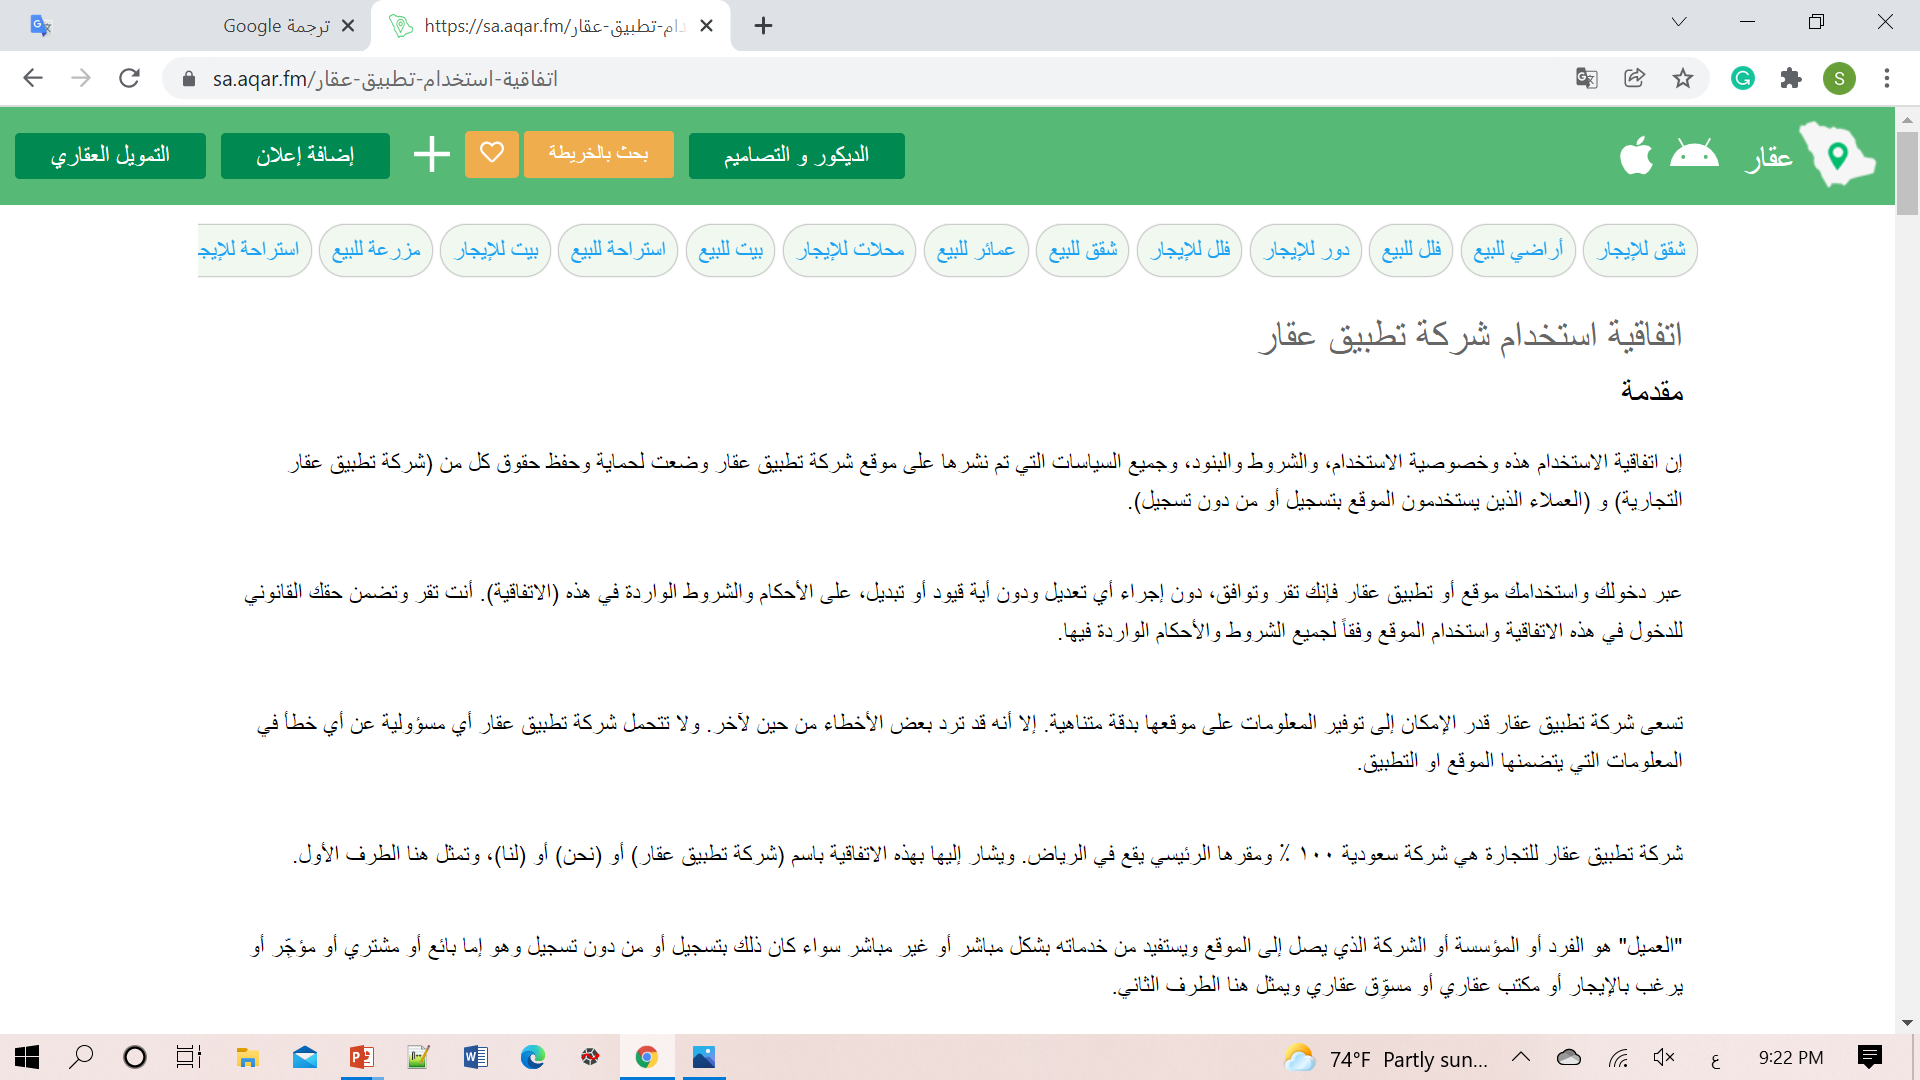 ترجمة Google
https://sa.aqar.fm/دام-تطبيق-عقار
sa.aqar.fm/اتفاقية-استخدام-تطبيق-عقار
S
عقار
الديكور و التصاميم
بحث بالخريطة
إضافة إعلان
التمويل العقاري
شقق للإيجار
أراضي للبيع
فلل للبيع
دور للإيجار
فلل للإيجار
شقق للبيع
عمائر للبيع
محلات للإيجار
بيت للبيع
استراحة للبيع
بيت للإيجار
مزرعة للبيع
استراحة للإيج
اتفاقية استخدام شركة تطبيق عقار
مقدمة
إن اتفاقية الاستخدام هذه وخصوصية الاستخدام، والشروط والبنود، وجميع السياسات التي تم نشرها على موقع شركة تطبيق عقار وضعت لحماية وحفظ حقوق كل من (شركة تطبيق عقار
التجارية) و (العملاء الذين يستخدمون الموقع بتسجيل أو من دون تسجيل).
عبر دخولك واستخدامك موقع أو تطبيق عقار فإنك تقر وتوافق، دون إجراء أي تعديل ودون أية قيود أو تبديل، على الأحكام والشروط الواردة في هذه (الاتفاقية). أنت تقر وتضمن حقك القانوني
للدخول في هذه الاتفاقية واستخدام الموقع وفقاً لجميع الشروط والأحكام الواردة فيها.
تسعى شركة تطبيق عقار قدر الإمكان إلى توفير المعلومات على موقعها بدقة متناهية. إلا أنه قد ترد بعض الأخطاء من حين لآخر. ولا تتحمل شركة تطبيق عقار أي مسؤولية عن أي خطأ في
المعلومات التي يتضمنها الموقع او التطبيق.
شركة تطبيق عقار للتجارة هي شركة سعودية ١٠٠ ٪ ومقرها الرئيسي يقع في الرياض. ويشار إليها بهذه الاتفاقية باسم (شركة تطبيق عقار) أو (نحن) أو (لنا)، وتمثل هنا الطرف الأول.
"العميل" هو الفرد أو المؤسسة أو الشركة الذي يصل إلى الموقع ويستفيد من خدماته بشكل مباشر أو غير مباشر سواء كان ذلك بتسجيل أو من دون تسجيل وهو إما بائع أو مشتري أو مؤجِّر أو
يرغب بالإيجار أو مكتب عقاري أو مسوِّق عقاري ويمثل هنا الطرف الثاني.
74°F Partly sun...
ع
9:22 PM